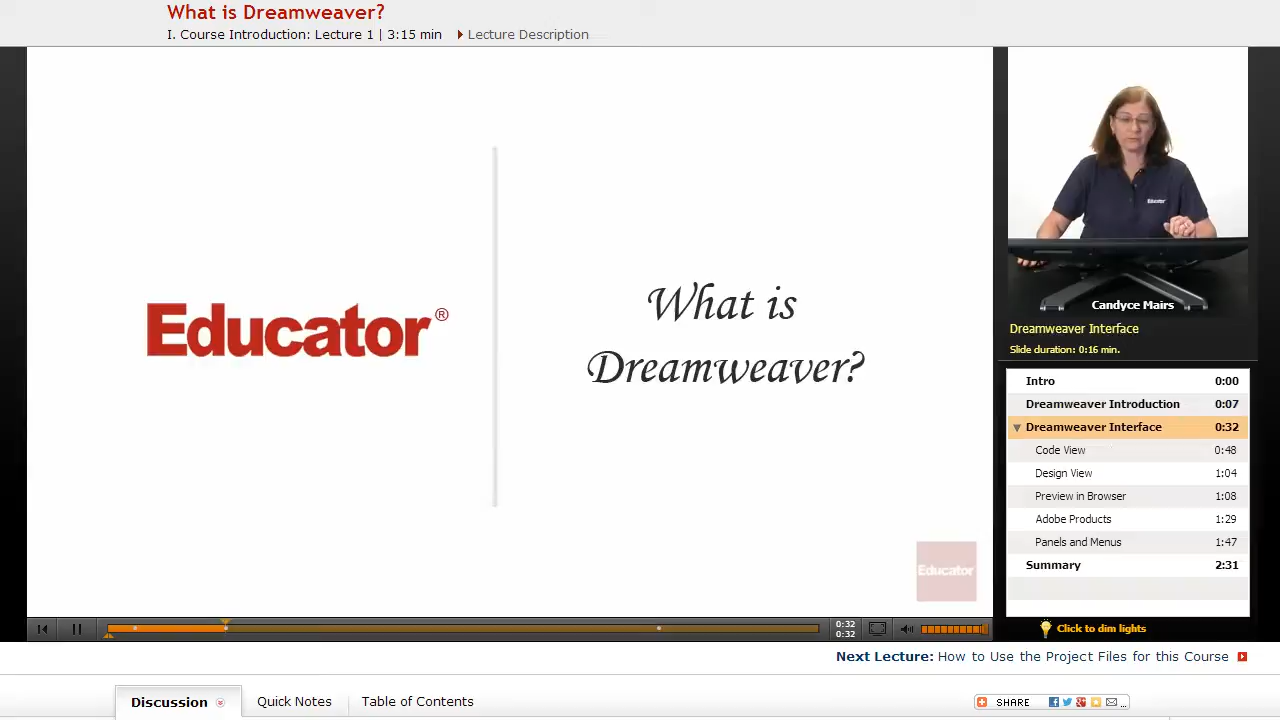 What is Dreamweaver?
I. Course Introduction: Lecture 1 | 3:15 min Lecture Description
Educator®
What is
Dreamweaver?
Educator
Educator
Candyce Mairs
Dreamweaver Interface
Slide duration: 0:16 min.
Intro 0:00
Dreamweaver Introduction 0:07
Dreamweaver Interface 0:32
Code View 0:48
Design View 1:04
Preview in Browser 1:08
Adobe Products 1:29
Panels and Menus 1:47
Summary 2:31
0:32
0:32
Click to dim lights
Next Lecture: How to Use the Project Files for this Course
Discussion Quick Notes Table of Contents
SHARE ...